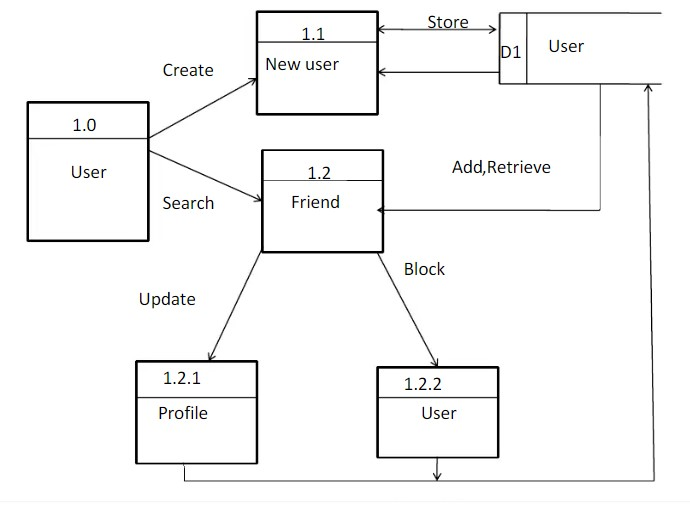 1.1
New user
Store
D1
User
Create
1.0
User
Search
1.2
Friend
Add,Retrieve
Update
Block
1.2.1
Profile
1.2.2
User